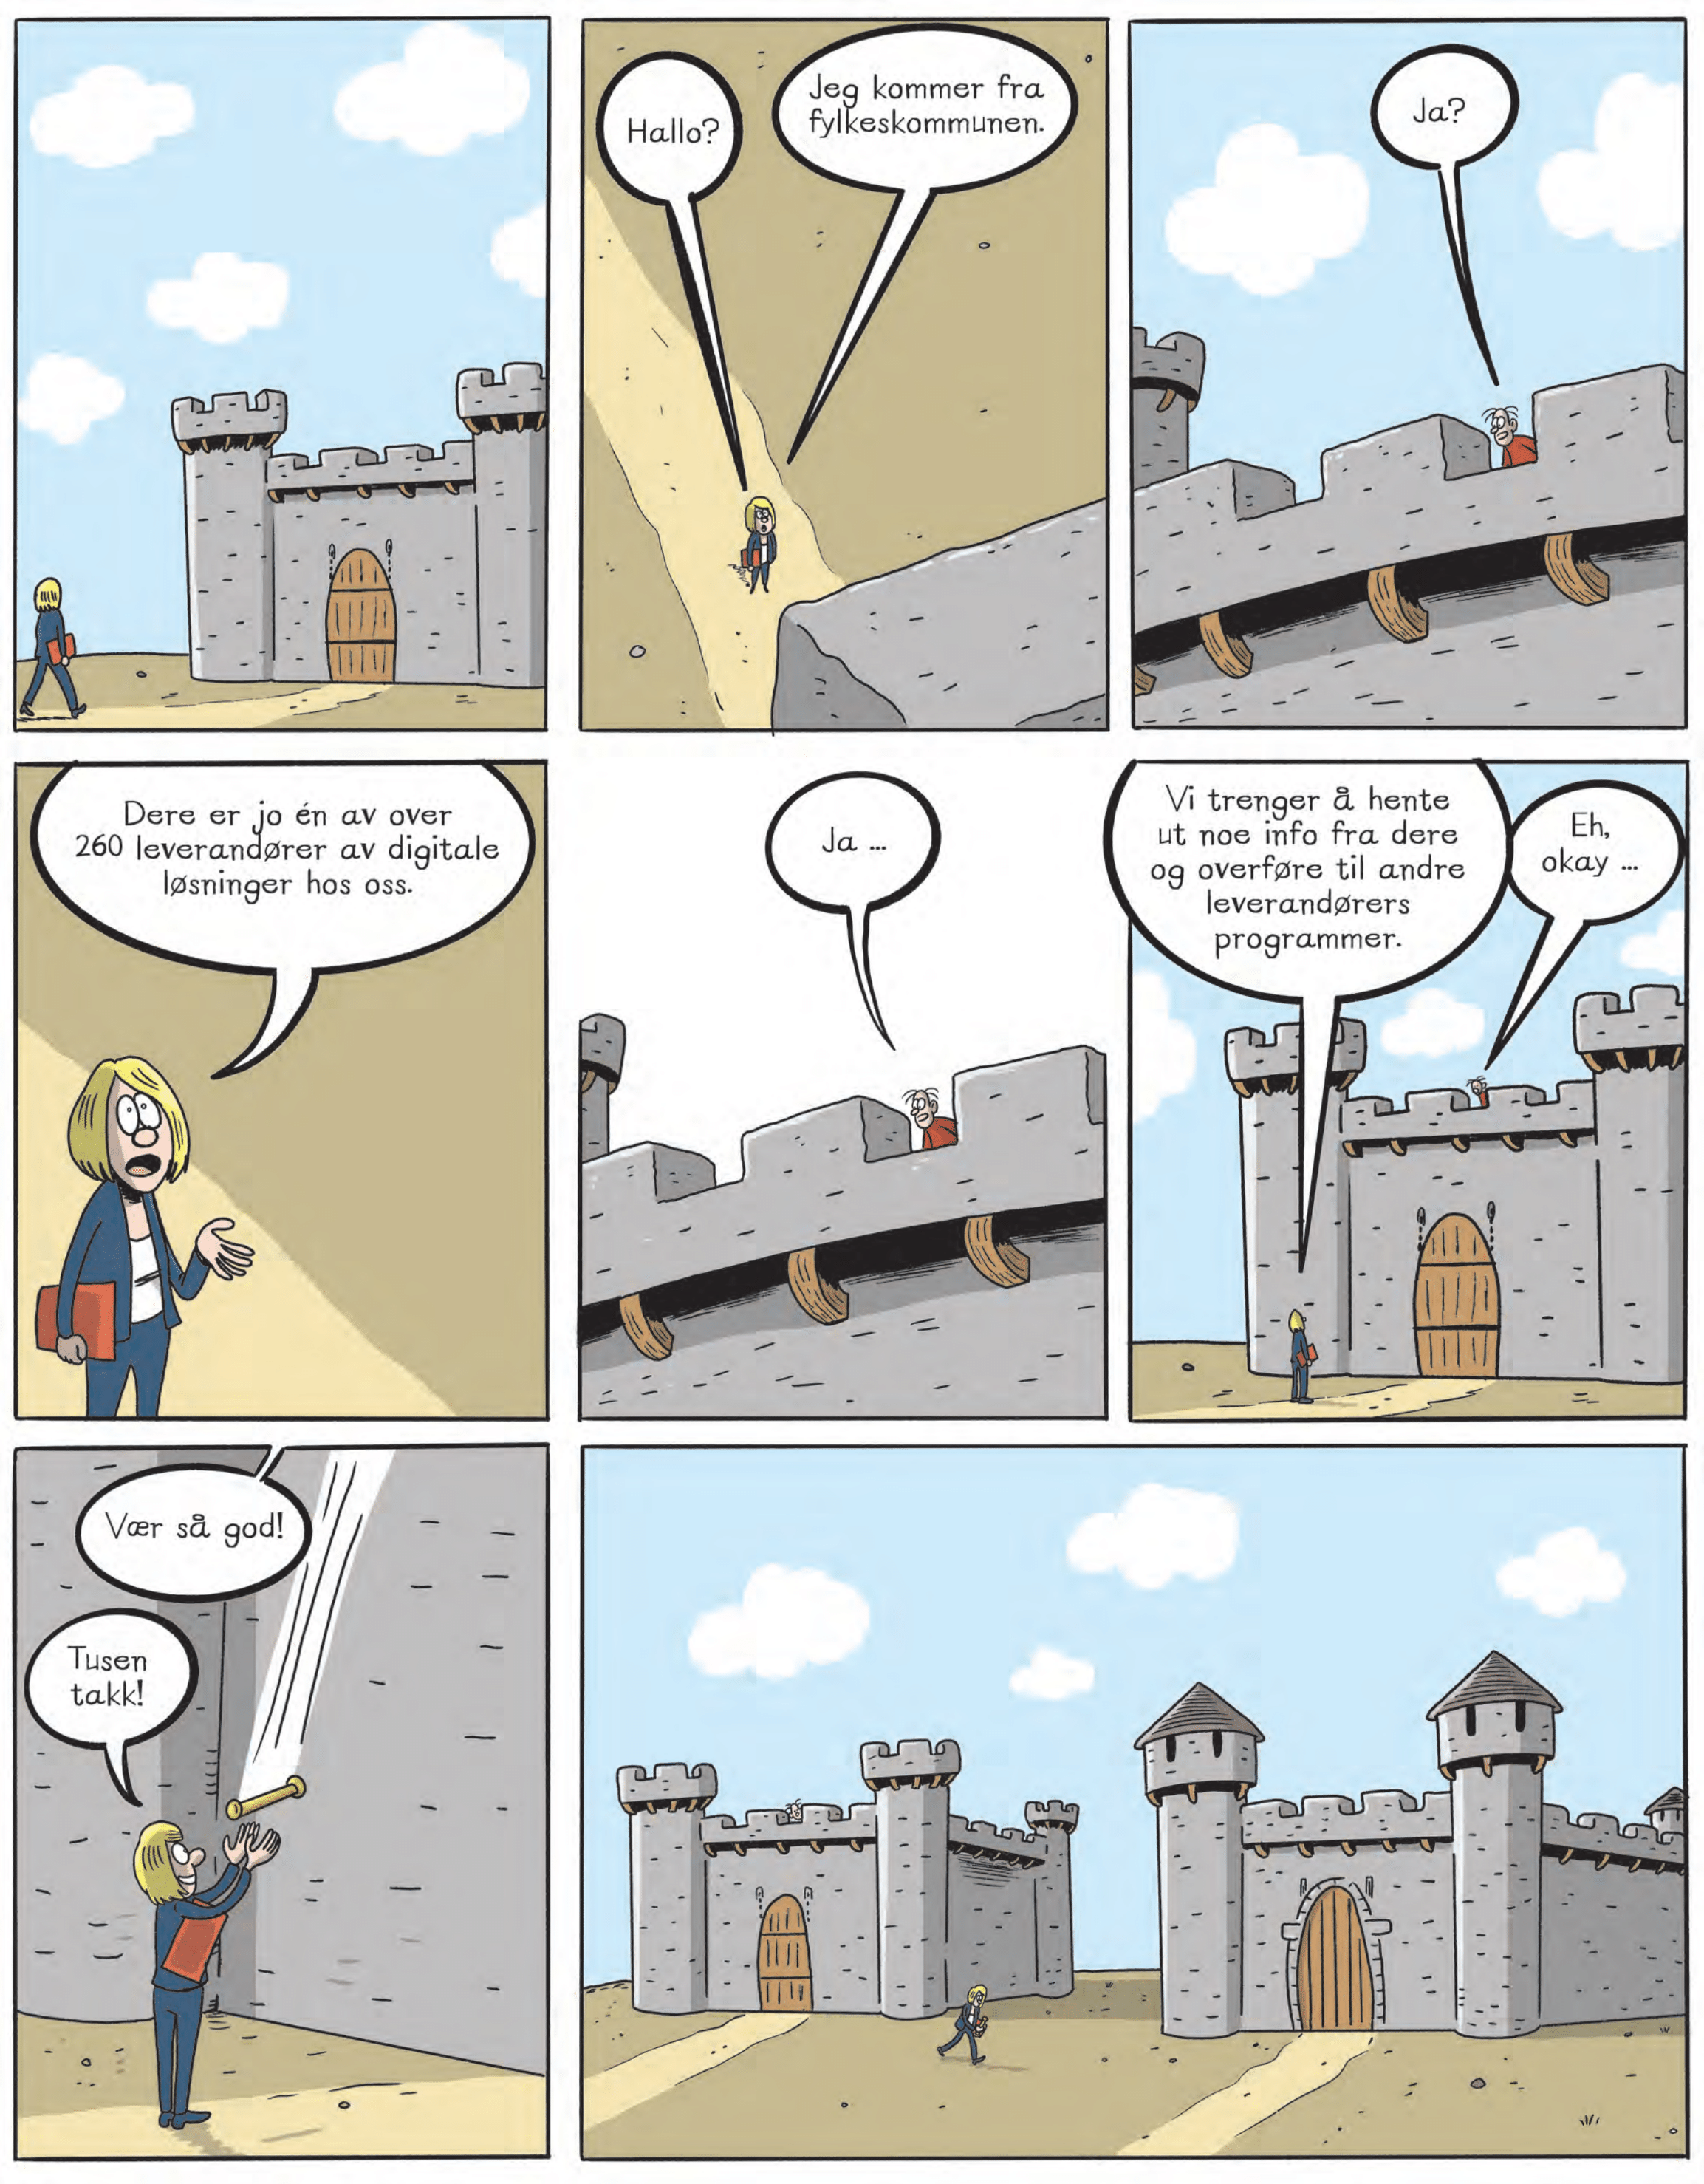 Hallo?
Jeg kommer fra
fylkeskommunen.
Ja?
Dere er jo én av over
260 leverandører av digitale
løsninger hos oss.
Ja ...
Vi trenger å hente
ut noe info fra dere
og overføre til andre
leverandørers
programmer.
Eh,
okay ...
Vær så god!
Tusen
takk!